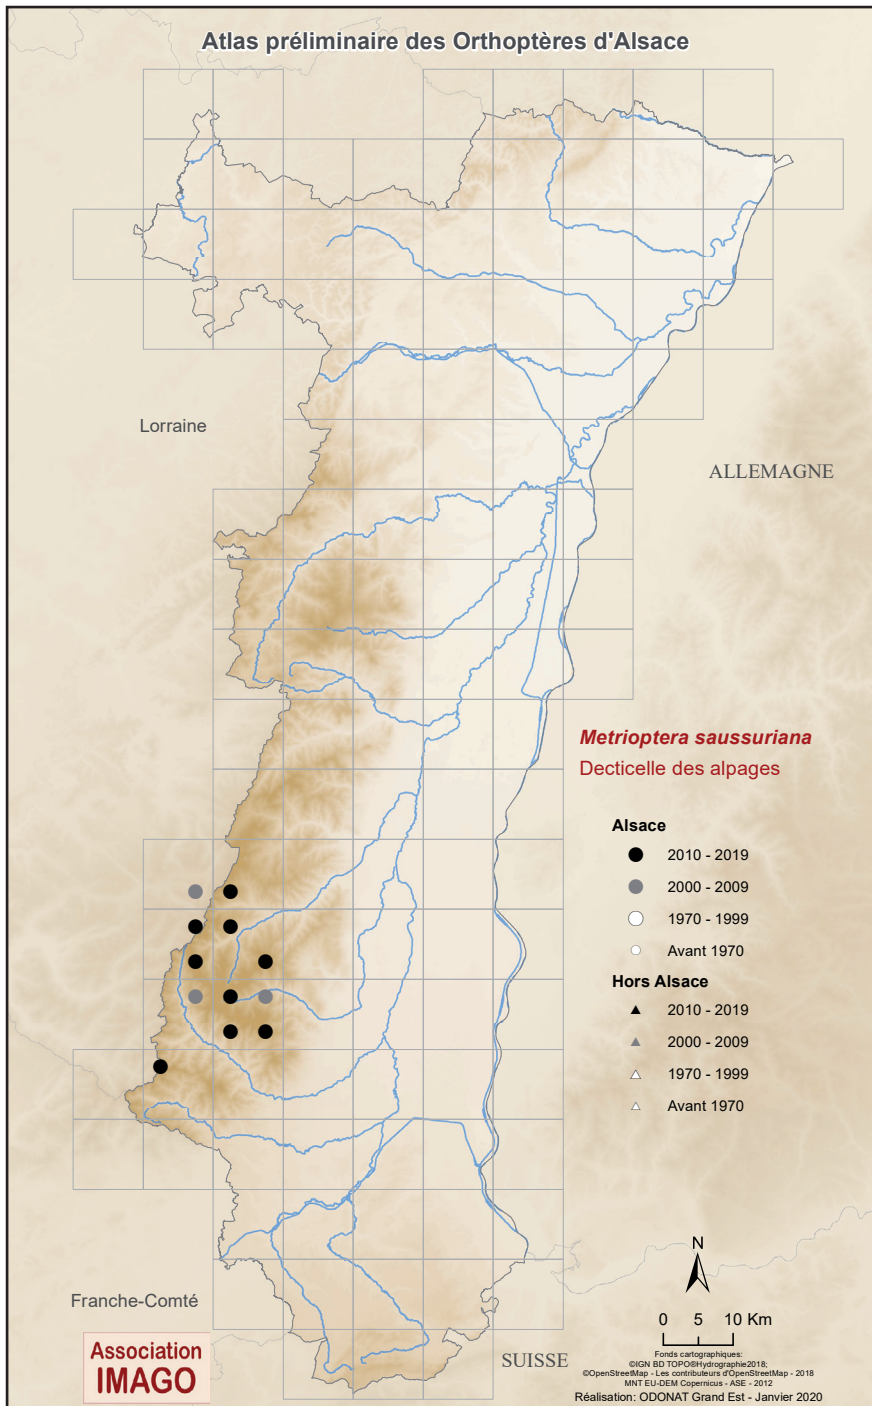 Atlas préliminaire des Orthoptères d'Alsace
Lorraine
ALLEMAGNE
Metrioptera saussuriana
Decticelle des alpages
Alsace
2010 - 2019
2000 - 2009
1970 - 1999
Avant 1970
Hors Alsace
2010 - 2019
2000 - 2009
1970 - 1999
Avant 1970
N
0 5 10 Km
Franche-Comté
SUISSE
Association
IMAGO
Fonds cartographiques:
©IGN BD TOPO®Hydrographie2018;
©OpenStreetMap - Les contributeurs d'OpenStreetMap - 2018
MNT EU-DEM Copernicus - ASE - 2012
Réalisation: ODONAT Grand Est - Janvier 2020